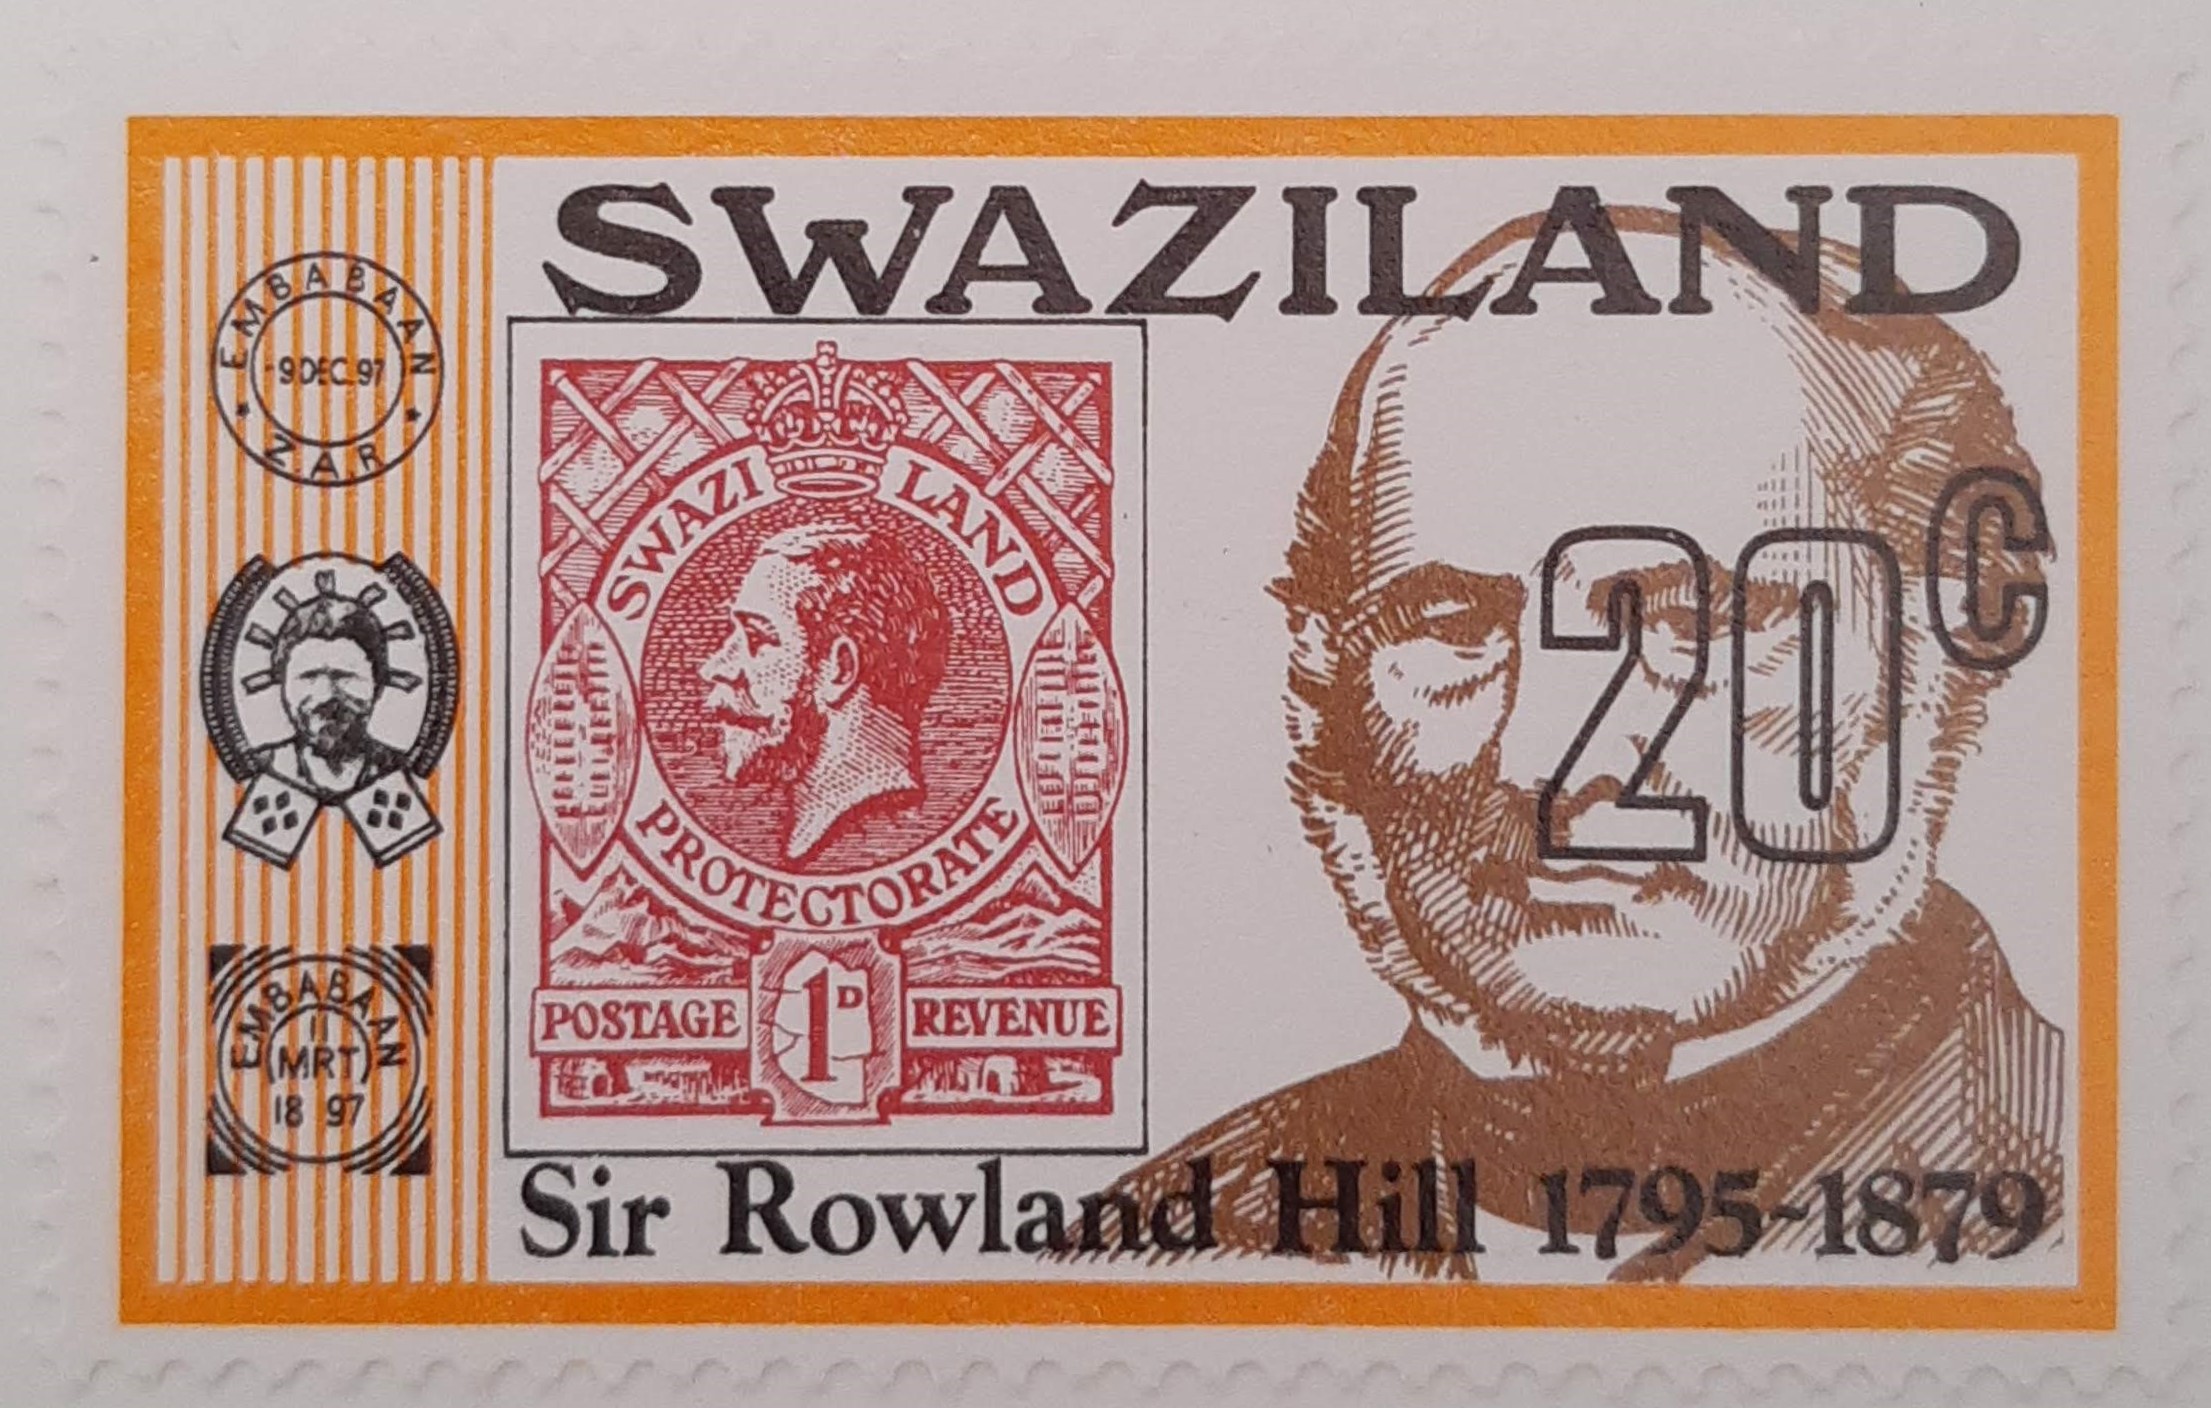 SWAZILAND
EMBABAAN
-9 DEC. 97
Z.A.R
EMBABAAN
11
MRT
18 97
SWAZI LAND
PROTECTORATE
POSTAGE 1D REVENUE
20c
Sir Rowland Hill 1795-1879